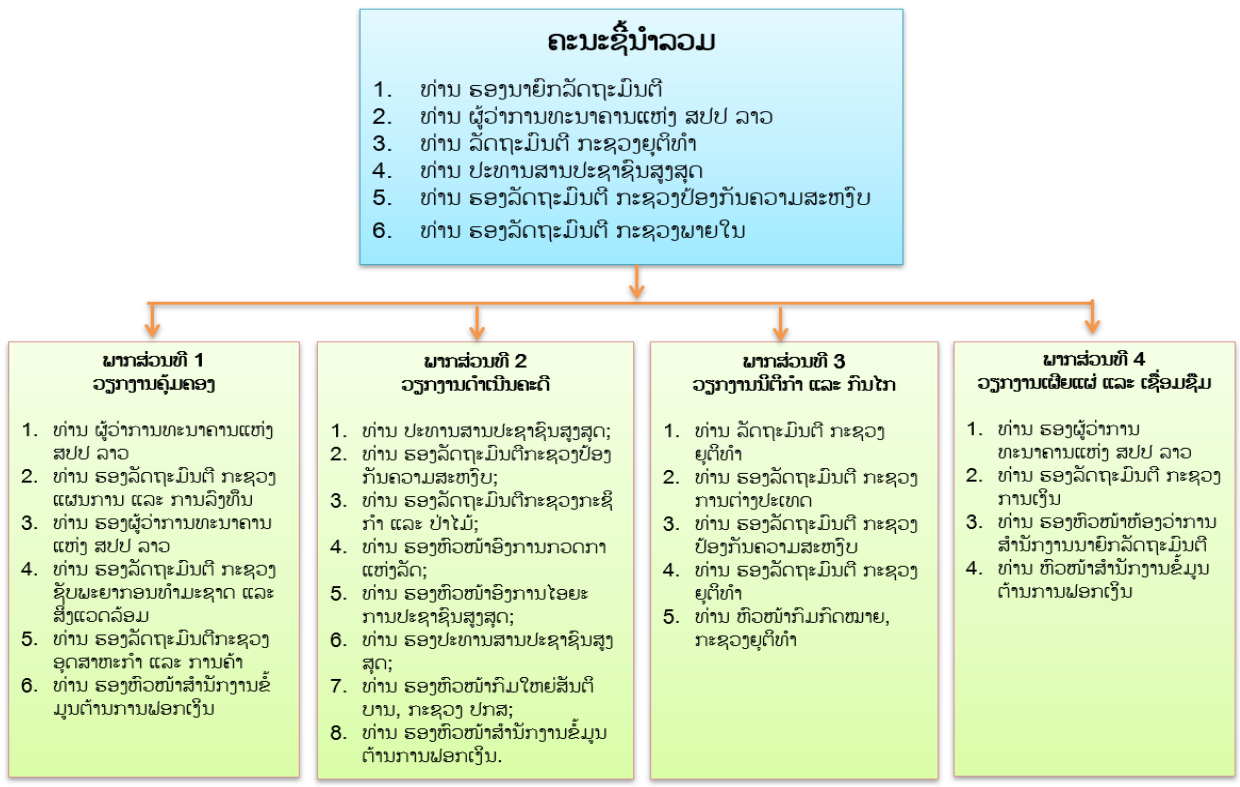 ຄະນະຊີ້ນໍາລວມ
1. ທ່ານ ຮອງນາຍົກລັດຖະມົນຕີ
2. ທ່ານ ຜູ້ວ່າການທະນາຄານແຫ່ງ ສປປ ລາວ
3. ທ່ານ ລັດຖະມົນຕີ ກະຊວງຍຸຕິທໍາ
4. ທ່ານ ປະທານສານປະຊາຊົນສູງສຸດ
5. ທ່ານ ຮອງລັດຖະມົນຕີ ກະຊວງປ້ອງກັນຄວາມສະຫງົບ
6. ທ່ານ ຮອງລັດຖະມົນຕີ ກະຊວງພາຍໃນ
ພາກສ່ວນທີ 1
ວຽກງານຄຸ້ມຄອງ
1. ທ່ານ ຜູ້ວ່າການທະນາຄານແຫ່ງ
ສປປ ລາວ
2. ທ່ານ ຮອງລັດຖະມົນຕີ ກະຊວງ
ແຜນການ ແລະ ການລົງທຶນ
3. ທ່ານ ຮອງຜູ້ວ່າການທະນາຄານ
ແຫ່ງ ສປປ ລາວ
4. ທ່ານ ຮອງລັດຖະມົນຕີ ກະຊວງ
ຊັບພະຍາກອນທໍາມະຊາດ ແລະ
ສິ່ງແວດລ້ອມ
5. ທ່ານ ຮອງລັດຖະມົນຕີກະຊວງ
ອຸດສາຫະກໍາ ແລະ ການຄ້າ
6. ທ່ານ ຮອງຫົວໜ້າສໍານັກງານຂໍ້
ມູນຕ້ານການຟອກເງິນ
ພາກສ່ວນທີ 2
ວຽກງານດໍາເນີນຄະດີ
1. ທ່ານ ປະທານສານປະຊາຊົນສູງສຸດ;
2. ທ່ານ ຮອງລັດຖະມົນຕີກະຊວງປ້ອງ
ກັນຄວາມສະຫງົບ;
3. ທ່ານ ຮອງລັດຖະມົນຕີກະຊວງກະຊິ
ກໍາ ແລະ ປ່າໄມ້;
4. ທ່ານ ຮອງຫົວໜ້າອົງການກວດກາ
ແຫ່ງລັດ;
5. ທ່ານ ຮອງຫົວໜ້າອົງການໄອຍະ
ການປະຊາຊົນສູງສຸດ;
6. ທ່ານ ຮອງປະທານສານປະຊາຊົນສູງ
ສຸດ;
7. ທ່ານ ຮອງຫົວໜ້າກົມໃຫຍ່ສັນຕິ
ບານ, ກະຊວງ ປກສ;
8. ທ່ານ ຮອງຫົວໜ້າສໍານັກງານຂໍ້ມູນ
ຕ້ານການຟອກເງິນ.
ພາກສ່ວນທີ 3
ວຽກງານນິຕິກໍາ ແລະ ກົນໄກ
1. ທ່ານ ລັດຖະມົນຕີ ກະຊວງ
ຍຸຕິທໍາ
2. ທ່ານ ຮອງລັດຖະມົນຕີ ກະຊວງ
ການຕ່າງປະເທດ
3. ທ່ານ ຮອງລັດຖະມົນຕີ ກະຊວງ
ປ້ອງກັນຄວາມສະຫງົບ
4. ທ່ານ ຮອງລັດຖະມົນຕີ ກະຊວງ
ຍຸຕິທໍາ
5. ທ່ານ ຫົວໜ້າກົມກົດໝາຍ,
ກະຊວງຍຸຕິທໍາ
ພາກສ່ວນທີ 4
ວຽກງານເຜີຍແຜ່ ແລະ ເຊື່ອມຊຶມ
1. ທ່ານ ຮອງຜູ້ວ່າການ
ທະນາຄານແຫ່ງ ສປປ ລາວ
2. ທ່ານ ຮອງລັດຖະມົນຕີ ກະຊວງ
ການເງິນ
3. ທ່ານ ຮອງຫົວໜ້າຫ້ອງວ່າການ
ສໍານັກງານນາຍົກລັດຖະມົນຕີ
4. ທ່ານ ຫົວໜ້າສໍານັກງານຂໍ້ມູນ
ຕ້ານການຟອກເງິນ